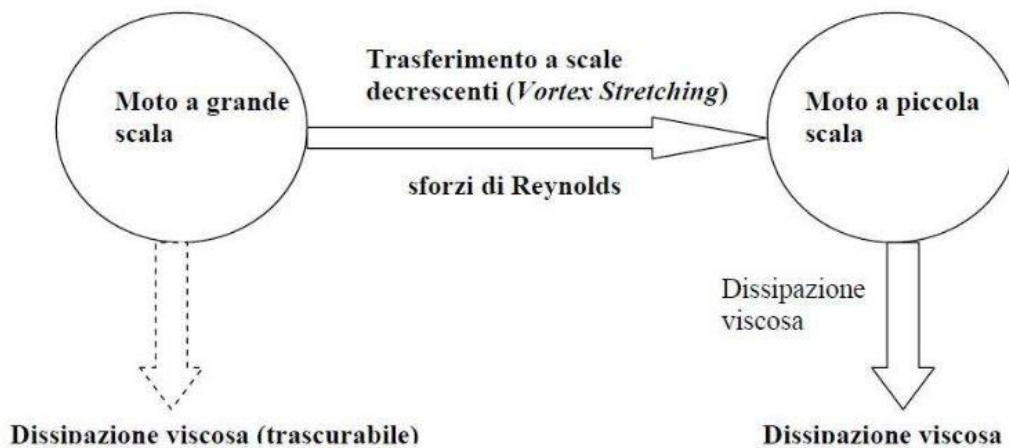 Moto a grande
scala
Trasferimento a scale
decrescenti (Vortex Stretching)
sforzi di Reynolds
Moto a piccola
scala
Dissipazione
viscosa
Dissipazione viscosa (trascurabile)
Dissipazione viscosa